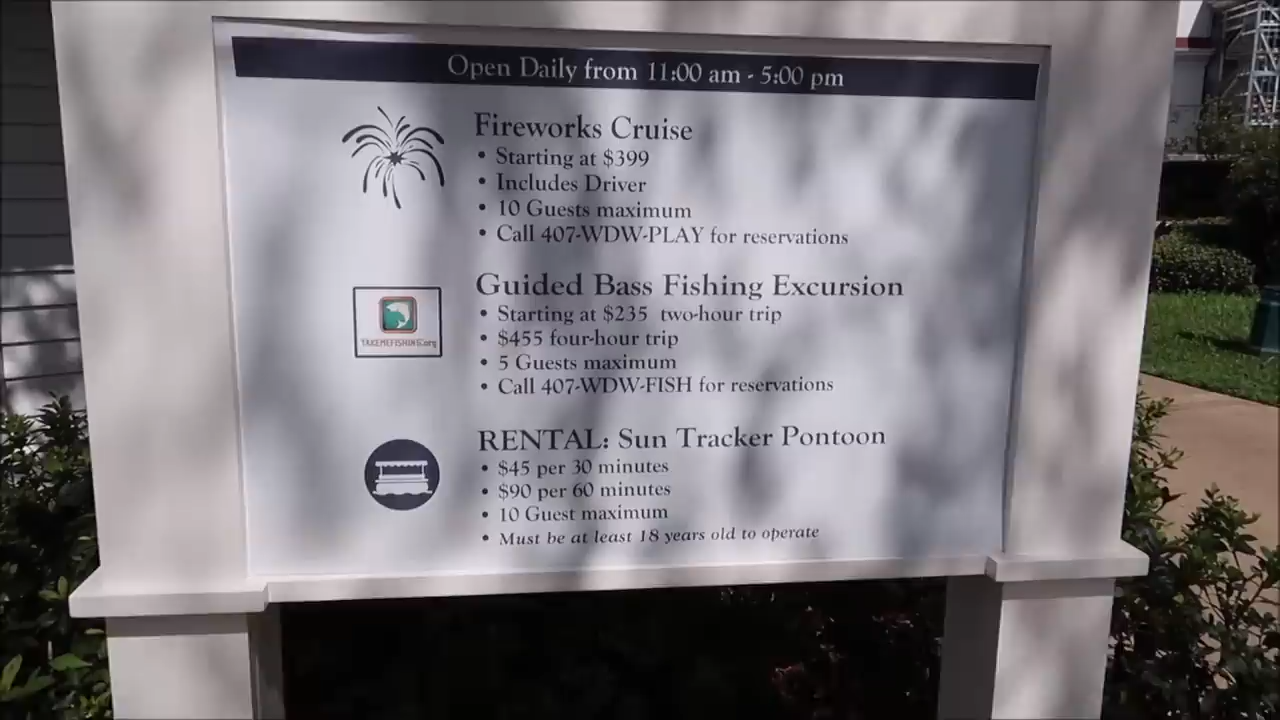 Open Daily from 11:00 am - 5:00 pm
Fireworks Cruise
• Starting at $399
• Includes Driver
• 10 Guests maximum
• Call 407-WDW-PLAY for reservations
Guided Bass Fishing Excursion
• Starting at $235 two-hour trip
• $455 four-hour trip
• 5 Guests maximum
• Call 407-WDW-FISH for reservations
TAKEMEFISHING.org
RENTAL: Sun Tracker Pontoon
• $45 per 30 minutes
• $90 per 60 minutes
• 10 Guest maximum
• Must be at least 18 years old to operate